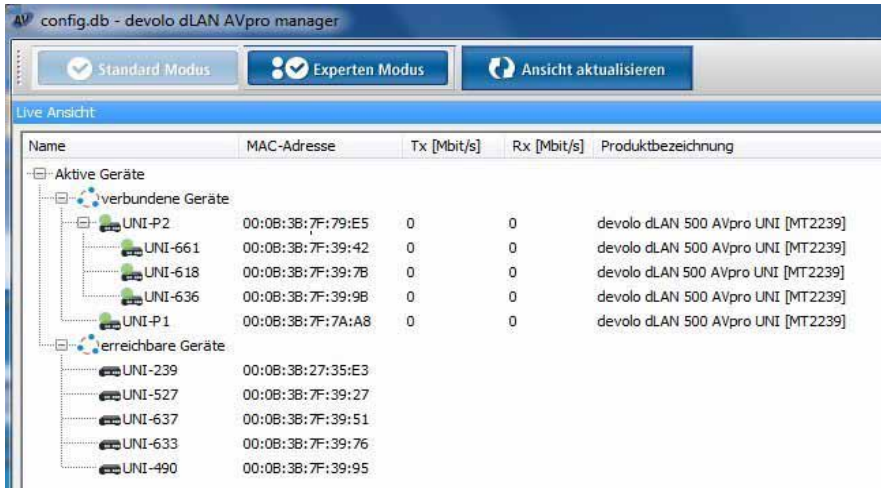 AV config.db - devolo dLAN AVpro manager
Standard Modus Experten Modus Ansicht aktualisieren
Live Ansicht
Name MAC-Adresse Tx [Mbit/s] Rx [Mbit/s] Produktbezeichnung
Aktive Geräte
verbundene Geräte
UNI-P2 00:0B:3B:7F:79:E5 0 0 devolo dLAN 500 AVpro UNI [MT2239]
UNI-661 00:0B:3B:7F:39:42 0 0 devolo dLAN 500 AVpro UNI [MT2239]
UNI-618 00:0B:3B:7F:39:7B 0 0 devolo dLAN 500 AVpro UNI [MT2239]
UNI-636 00:0B:3B:7F:39:9B 0 0 devolo dLAN 500 AVpro UNI [MT2239]
UNI-P1 00:0B:3B:7F:7A:A8 0 0 devolo dLAN 500 AVpro UNI [MT2239]
erreichbare Geräte
UNI-239 00:0B:3B:27:35:E3
UNI-527 00:0B:3B:7F:39:27
UNI-637 00:0B:3B:7F:39:51
UNI-633 00:0B:3B:7F:39:76
UNI-490 00:0B:3B:7F:39:95